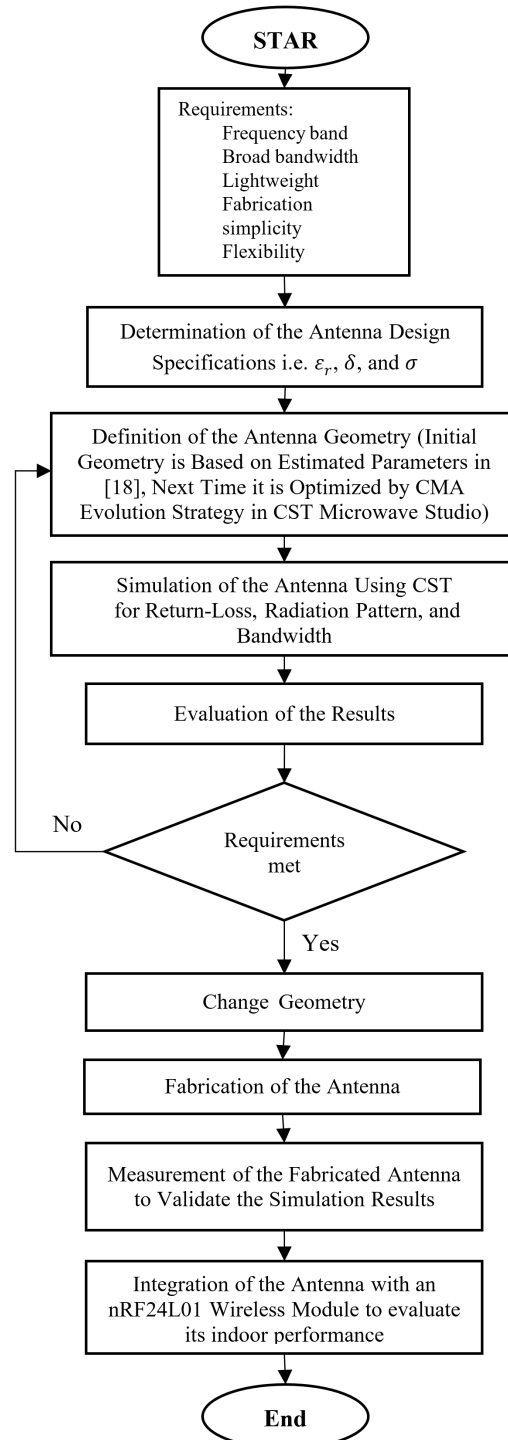 STAR
Requirements:
Frequency band
Broad bandwidth
Lightweight
Fabrication
simplicity
Flexibility
Determination of the Antenna Design
Specifications i.e. εᵣ, δ, and σ
Definition of the Antenna Geometry (Initial
Geometry is Based on Estimated Parameters in
[18], Next Time it is Optimized by CMA
Evolution Strategy in CST Microwave Studio)
Simulation of the Antenna Using CST
for Return-Loss, Radiation Pattern, and
Bandwidth
Evaluation of the Results
No
Requirements
met
Yes
Change Geometry
Fabrication of the Antenna
Measurement of the Fabricated Antenna
to Validate the Simulation Results
Integration of the Antenna with an
nRF24L01 Wireless Module to evaluate
its indoor performance
End